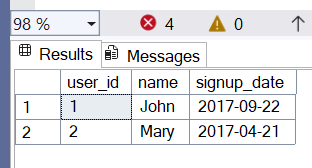 98 % 4 0
Results Messages
user_id name signup_date
1 1 John 2017-09-22
2 2 Mary 2017-04-21